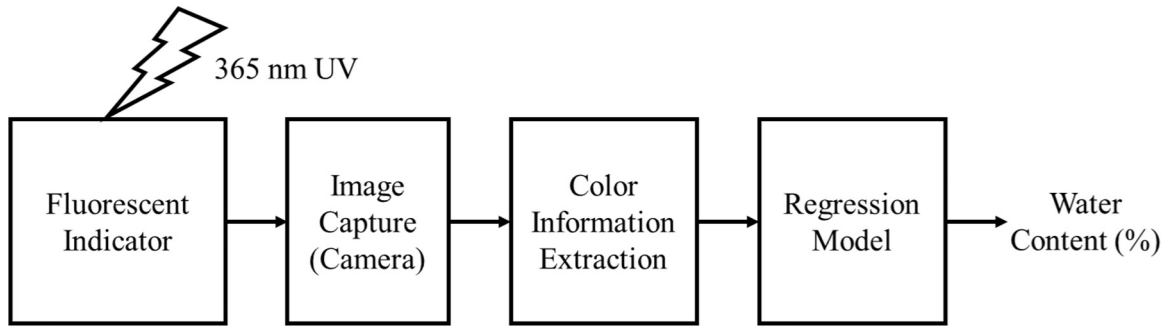 365 nm UV
Fluorescent
Indicator
Image
Capture
(Camera)
Color
Information
Extraction
Regression
Model
Water
Content (%)